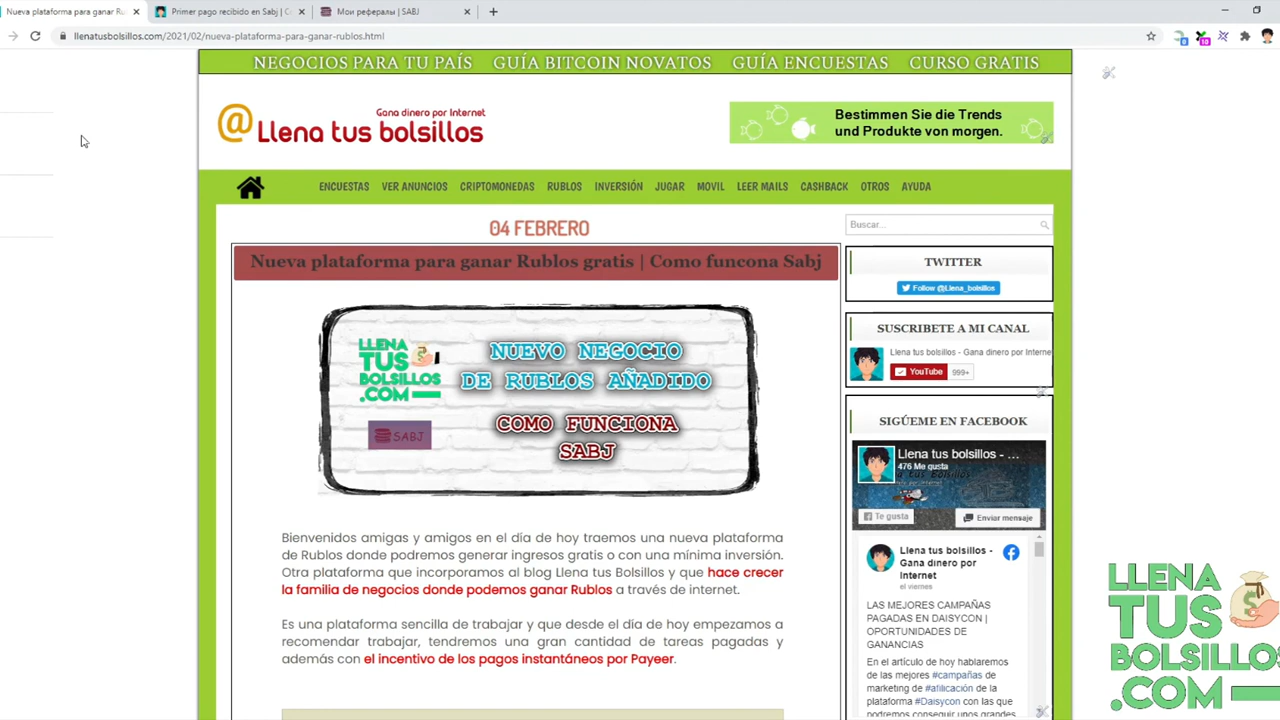 Nueva plataforma para ganar Ru
Primer pago recibido en Sabj | C
Мои рефералы | SABJ
llenatusbolsillos.com/2021/02/nueva-plataforma-para-ganar-rublos.html
NEGOCIOS PARA TU PAÍS GUÍA BITCOIN NOVATOS GUÍA ENCUESTAS CURSO GRATIS
Gana dinero por Internet
@Llena tus bolsillos
Bestimmen Sie die Trends
und Produkte von morgen.
ENCUESTAS VER ANUNCIOS CRIPTOMONEDAS RUBLOS INVERSIÓN JUGAR MOVIL LEER MAILS CASHBACK OTROS AYUDA
04 FEBRERO
Buscar...
Nueva plataforma para ganar Rublos gratis | Como funcona Sabj
LLENA
TUS
BOLSILLOS
.COM
SABJ
NUEVO NEGOCIO
DE RUBLOS AÑADIDO
COMO FUNCIONA
SABJ
Bienvenidos amigas y amigos en el día de hoy traemos una nueva plataforma
de Rublos donde podremos generar ingresos gratis o con una mínima inversión.
Otra plataforma que incorporamos al blog Llena tus Bolsillos y que hace crecer
la familia de negocios donde podemos ganar Rublos a través de internet.
Es una plataforma sencilla de trabajar y que desde el día de hoy empezamos a
recomendar trabajar, tendremos una gran cantidad de tareas pagadas y
además con el incentivo de los pagos instantáneos por Payeer.
TWITTER
Follow @Llena_bolsillos
SUSCRIBETE A MI CANAL
Llena tus bolsillos - Gana dinero por Interne
YouTube 999+
SIGÚEME EN FACEBOOK
Llena tus bolsillos - ...
476 Me gusta
Te gusta
Enviar mensaje
Llena tus bolsillos -
Gana dinero por
Internet
el viernes
LAS MEJORES CAMPAÑAS
PAGADAS EN DAISYCON |
OPORTUNIDADES DE
GANANCIAS
En el artículo de hoy hablaremos
de las mejores #campañas de
marketing de #afilicación de la
plataforma #Daisycon con las que
podremos conseguir unos grandes
LLENA
TUS
BOLSILLOS
.COM